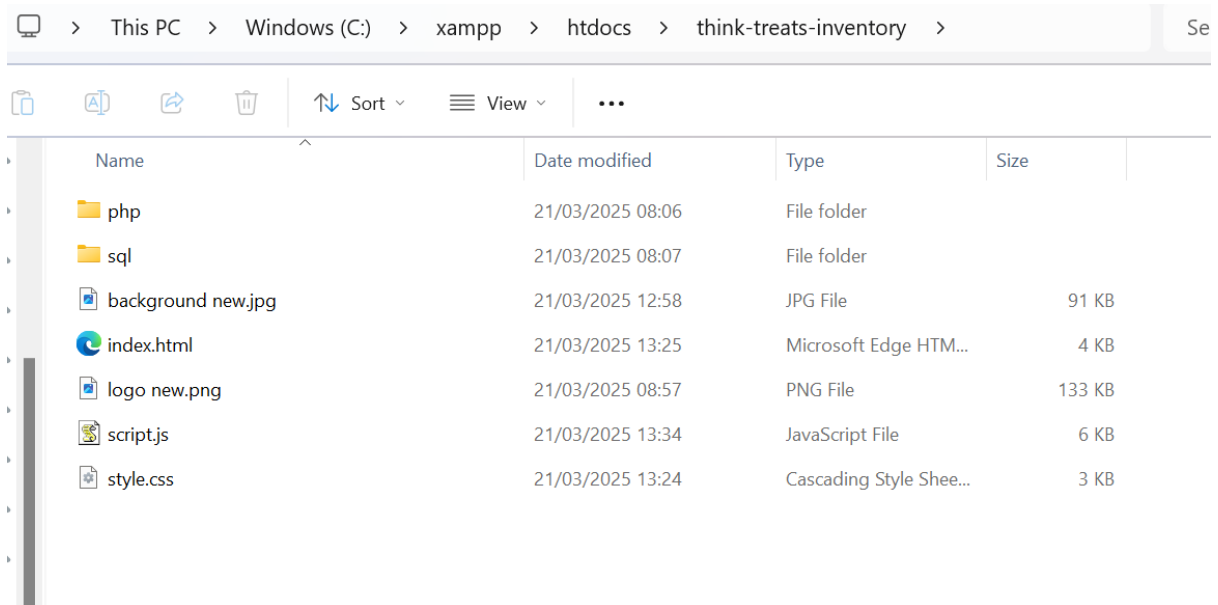 This PC > Windows (C:) > xampp > htdocs > think-treats-inventory > Se
A Sort View ...
Name Date modified Type Size
php 21/03/2025 08:06 File folder
sql 21/03/2025 08:07 File folder
background new.jpg 21/03/2025 12:58 JPG File 91 KB
index.html 21/03/2025 13:25 Microsoft Edge HTM... 4 KB
logo new.png 21/03/2025 08:57 PNG File 133 KB
script.js 21/03/2025 13:34 JavaScript File 6 KB
style.css 21/03/2025 13:24 Cascading Style Shee... 3 KB